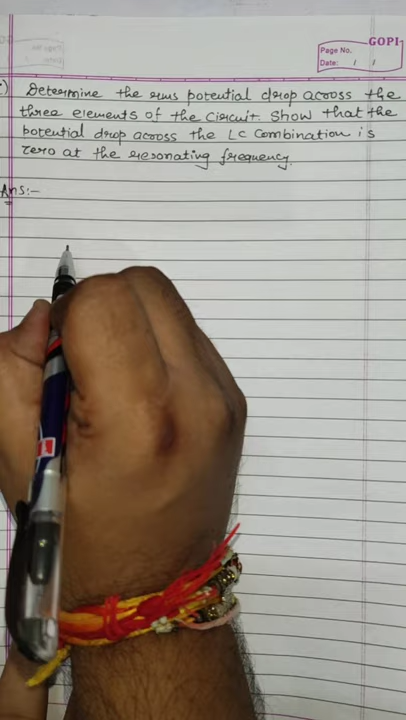 GOPI
Page No.
Date: / /
c) Determine the rms potential drop across the
three elements of the circuit. Show that the
potential drop across the LC combination is
zero at the resonating frequency.
Ans:-